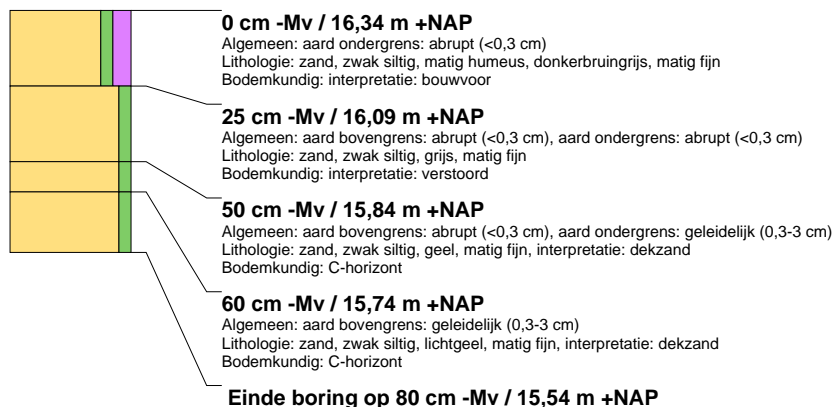 0 cm -Mv / 16,34 m +NAP
Algemeen: aard ondergrens: abrupt (<0,3 cm)
Lithologie: zand, zwak siltig, matig humeus, donkerbruingrijs, matig fijn
Bodemkundig: interpretatie: bouwvoor
25 cm -Mv / 16,09 m +NAP
Algemeen: aard bovengrens: abrupt (<0,3 cm), aard ondergrens: abrupt (<0,3 cm)
Lithologie: zand, zwak siltig, grijs, matig fijn
Bodemkundig: interpretatie: verstoord
50 cm -Mv / 15,84 m +NAP
Algemeen: aard bovengrens: abrupt (<0,3 cm), aard ondergrens: geleidelijk (0,3-3 cm)
Lithologie: zand, zwak siltig, geel, matig fijn, interpretatie: dekzand
Bodemkundig: C-horizont
60 cm -Mv / 15,74 m +NAP
Algemeen: aard bovengrens: geleidelijk (0,3-3 cm)
Lithologie: zand, zwak siltig, lichtgeel, matig fijn, interpretatie: dekzand
Bodemkundig: C-horizont
Einde boring op 80 cm -Mv / 15,54 m +NAP